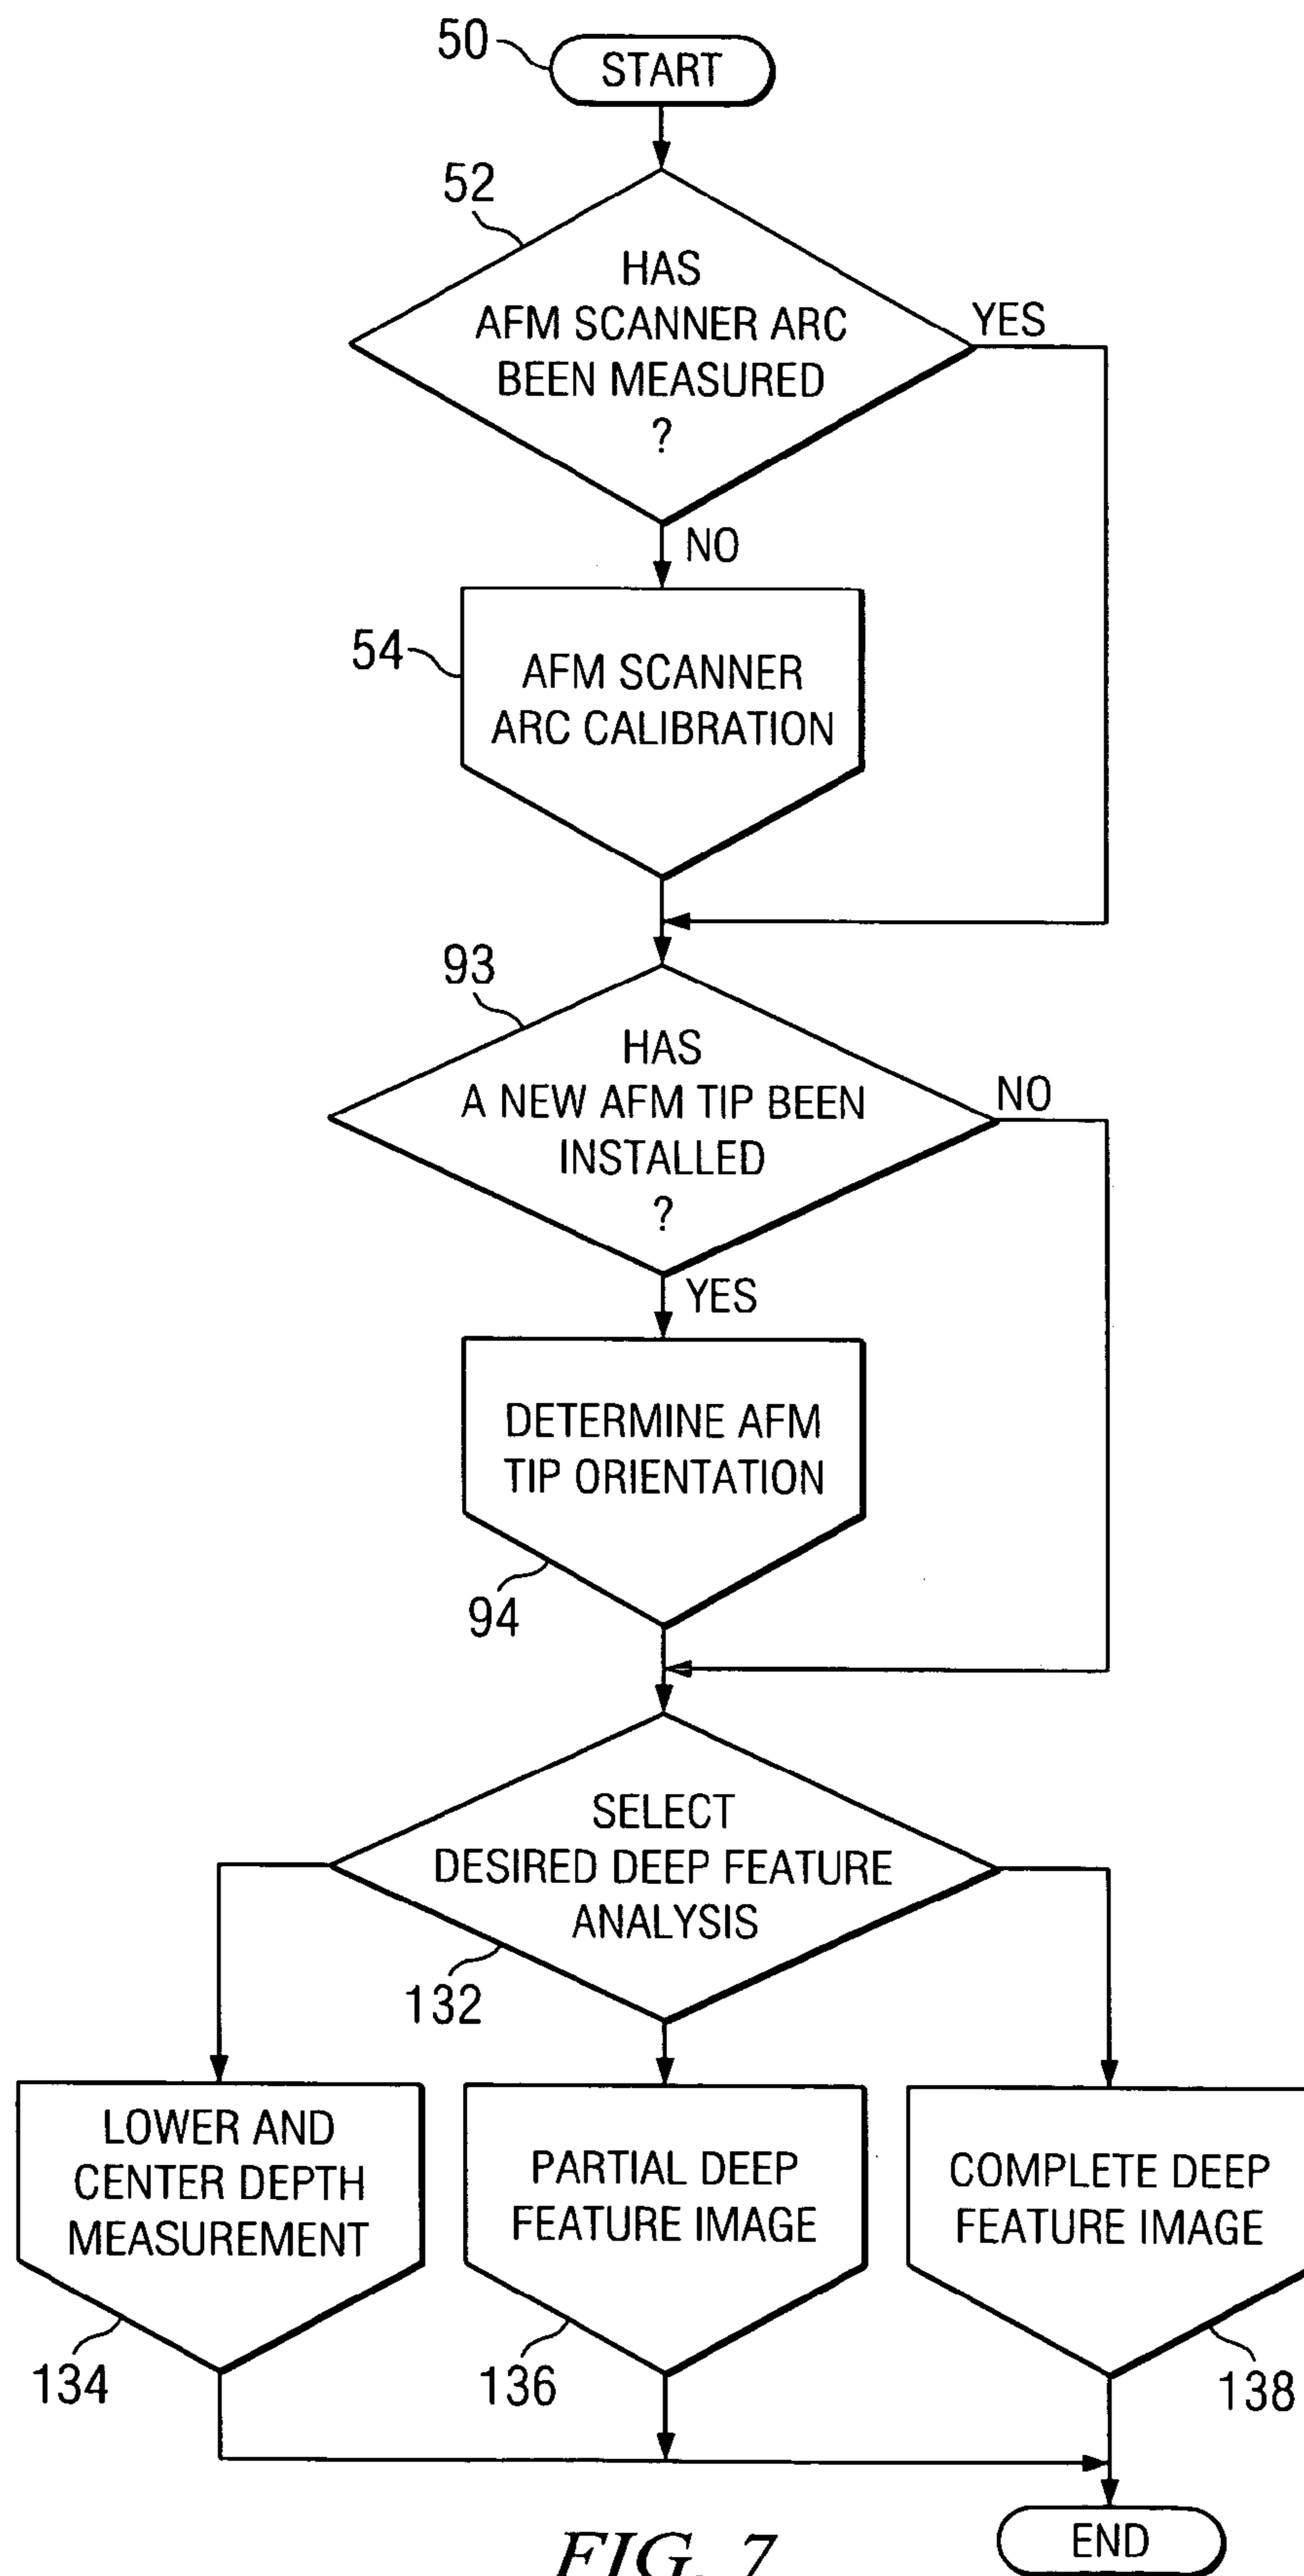 50
START
52
HAS
AFM SCANNER ARC
BEEN MEASURED
?
YES
NO
54
AFM SCANNER
ARC CALIBRATION
93
HAS
A NEW AFM TIP BEEN
INSTALLED
?
NO
YES
DETERMINE AFM
TIP ORIENTATION
94
SELECT
DESIRED DEEP FEATURE
ANALYSIS
132
LOWER AND
CENTER DEPTH
MEASUREMENT
134
PARTIAL DEEP
FEATURE IMAGE
136
COMPLETE DEEP
FEATURE IMAGE
138
END
FIG. 7